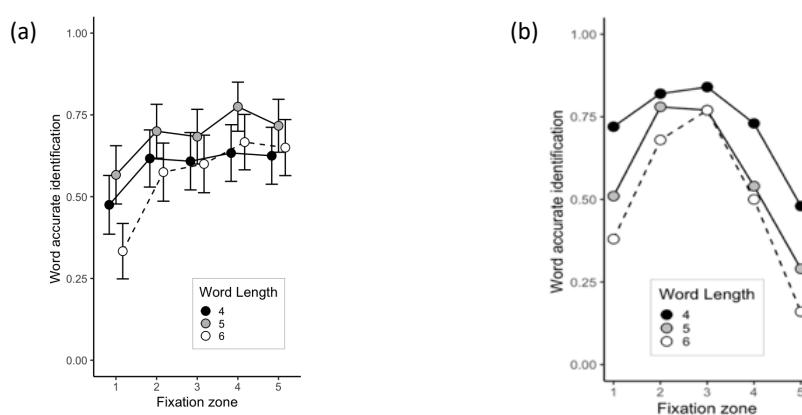 (a)
Word accurate identification
1.00
0.75
0.50
0.25
0.00
Word Length
4
5
6
1 2 3 4 5
Fixation zone
(b)
Word accurate identification
1.00
0.75
0.50
0.25
0.00
Word Length
4
5
6
1 2 3 4 5
Fixation zone